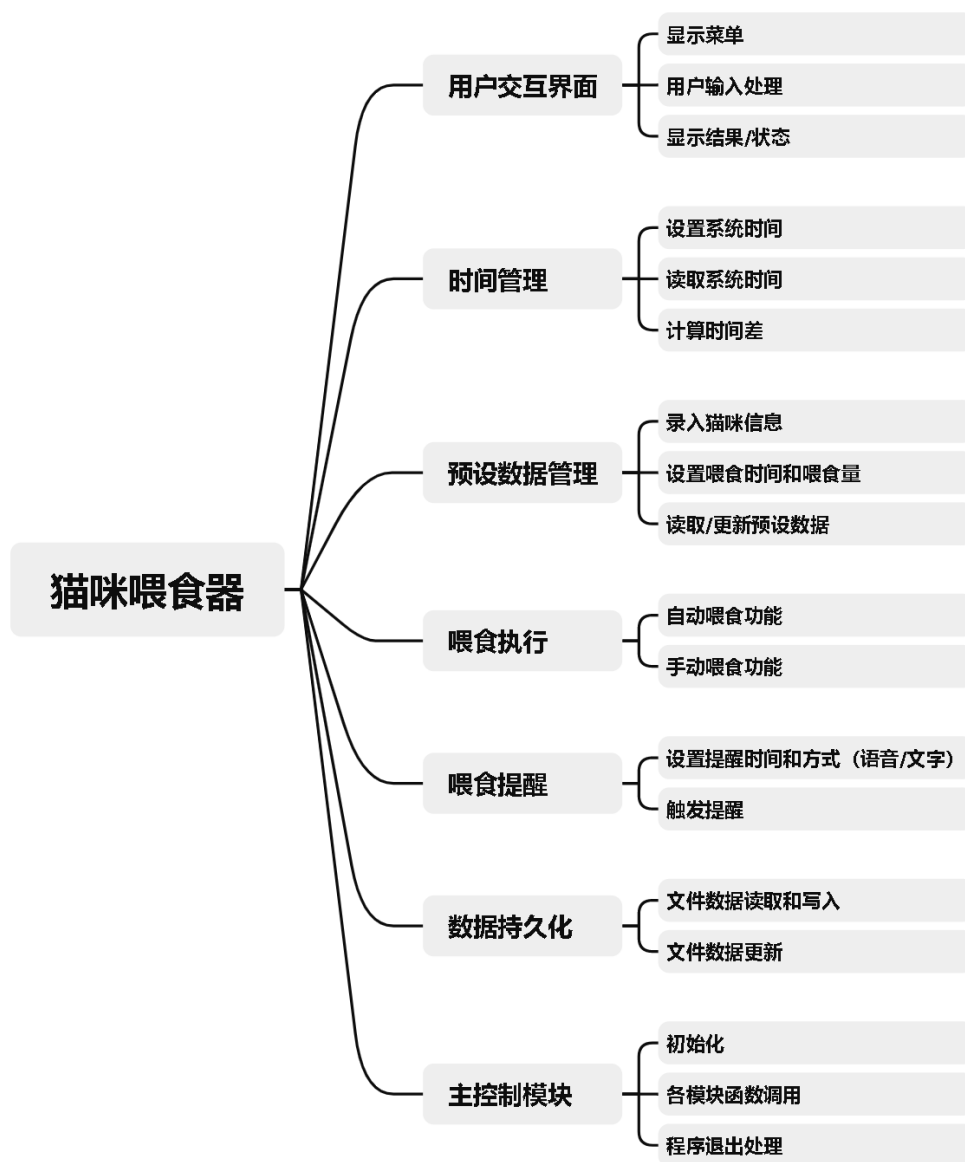 猫咪喂食器
用户交互界面
显示菜单
用户输入处理
显示结果/状态
时间管理
设置系统时间
读取系统时间
计算时间差
预设数据管理
录入猫咪信息
设置喂食时间和喂食量
读取/更新预设数据
喂食执行
自动喂食功能
手动喂食功能
喂食提醒
设置提醒时间和方式（语音/文字）
触发提醒
数据持久化
文件数据读取和写入
文件数据更新
主控制模块
初始化
各模块函数调用
程序退出处理